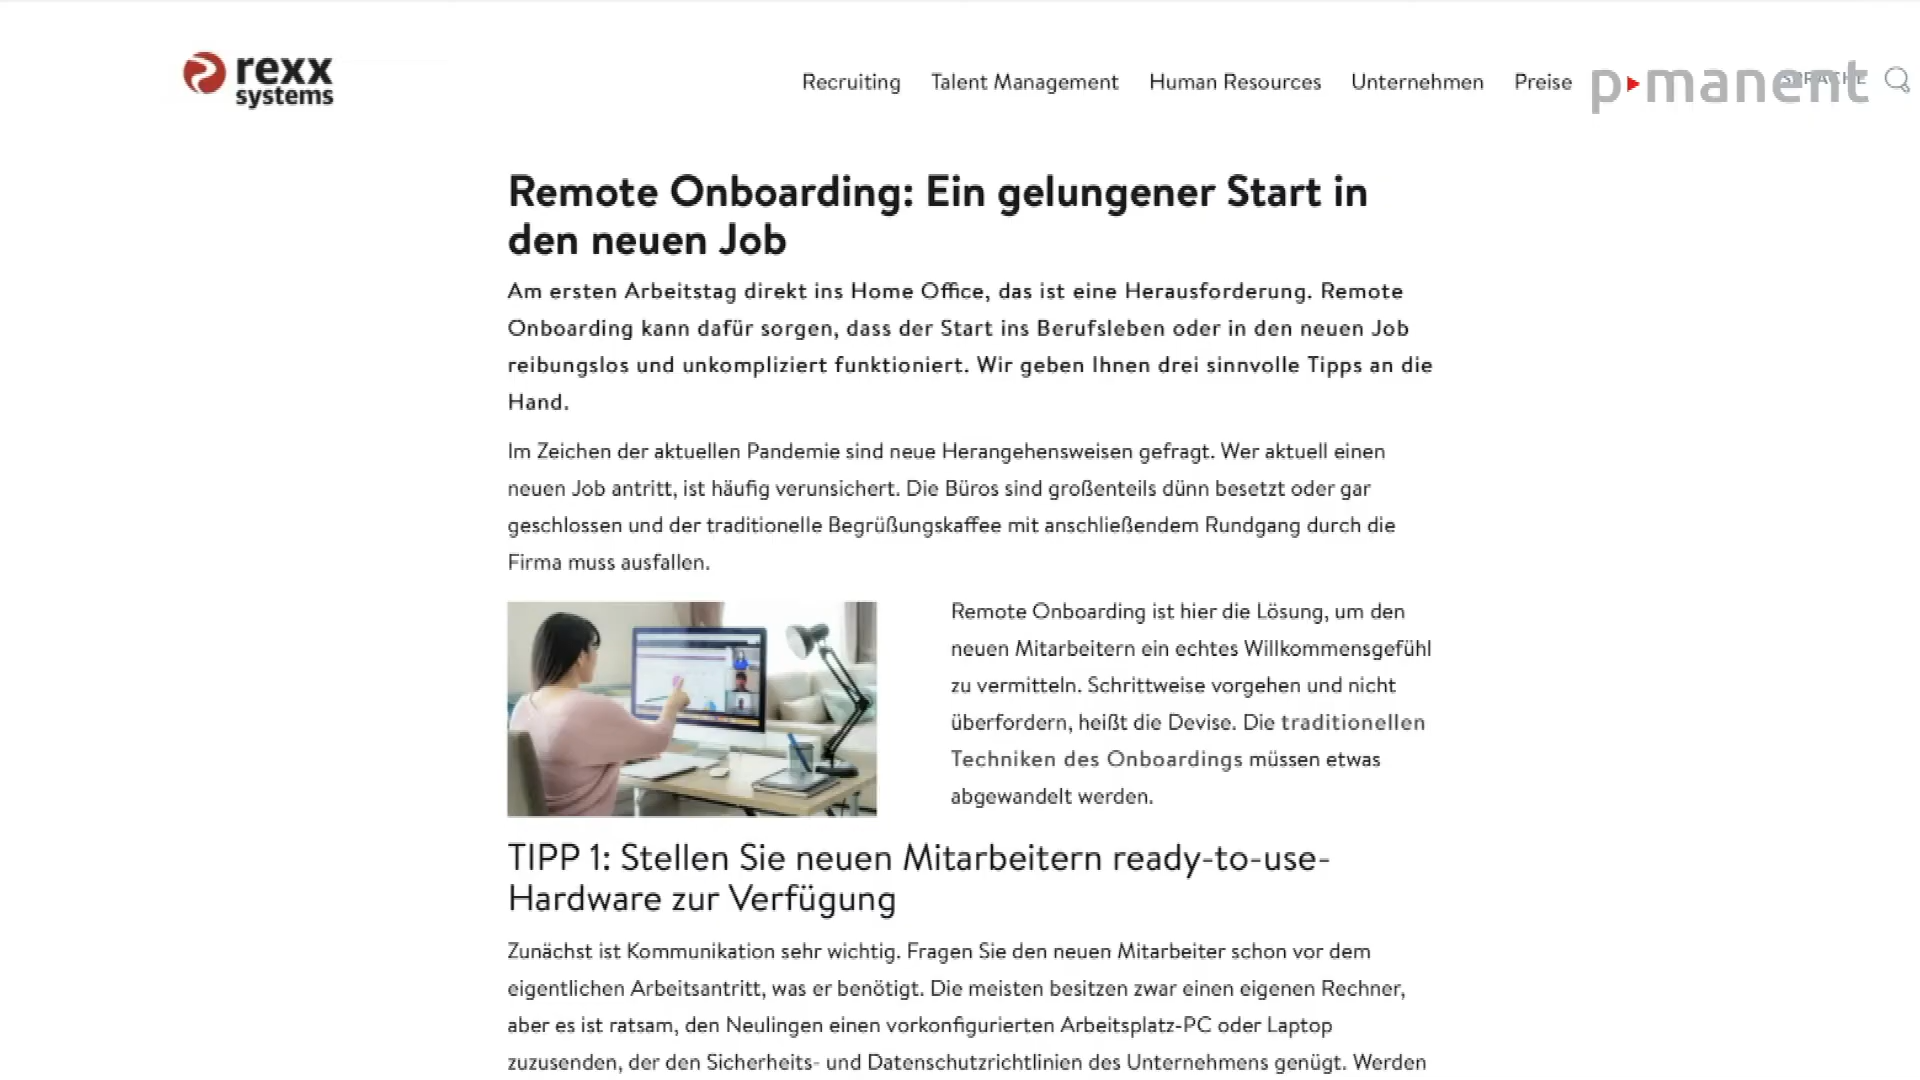 rexx
systems
Recruiting Talent Management Human Resources Unternehmen Preise SPRACHE
p manent
Remote Onboarding: Ein gelungener Start in
den neuen Job
Am ersten Arbeitstag direkt ins Home Office, das ist eine Herausforderung. Remote
Onboarding kann dafür sorgen, dass der Start ins Berufsleben oder in den neuen Job
reibungslos und unkompliziert funktioniert. Wir geben Ihnen drei sinnvolle Tipps an die
Hand.
Im Zeichen der aktuellen Pandemie sind neue Herangehensweisen gefragt. Wer aktuell einen
neuen Job antritt, ist häufig verunsichert. Die Büros sind großenteils dünn besetzt oder gar
geschlossen und der traditionelle Begrüßungskaffee mit anschließendem Rundgang durch die
Firma muss ausfallen.
Remote Onboarding ist hier die Lösung, um den
neuen Mitarbeitern ein echtes Willkommensgefühl
zu vermitteln. Schrittweise vorgehen und nicht
überfordern, heißt die Devise. Die traditionellen
Techniken des Onboardings müssen etwas
abgewandelt werden.
TIPP 1: Stellen Sie neuen Mitarbeitern ready-to-use-
Hardware zur Verfügung
Zunächst ist Kommunikation sehr wichtig. Fragen Sie den neuen Mitarbeiter schon vor dem
eigentlichen Arbeitsantritt, was er benötigt. Die meisten besitzen zwar einen eigenen Rechner,
aber es ist ratsam, den Neulingen einen vorkonfigurierten Arbeitsplatz-PC oder Laptop
zuzusenden, der den Sicherheits- und Datenschutzrichtlinien des Unternehmens genügt. Werden